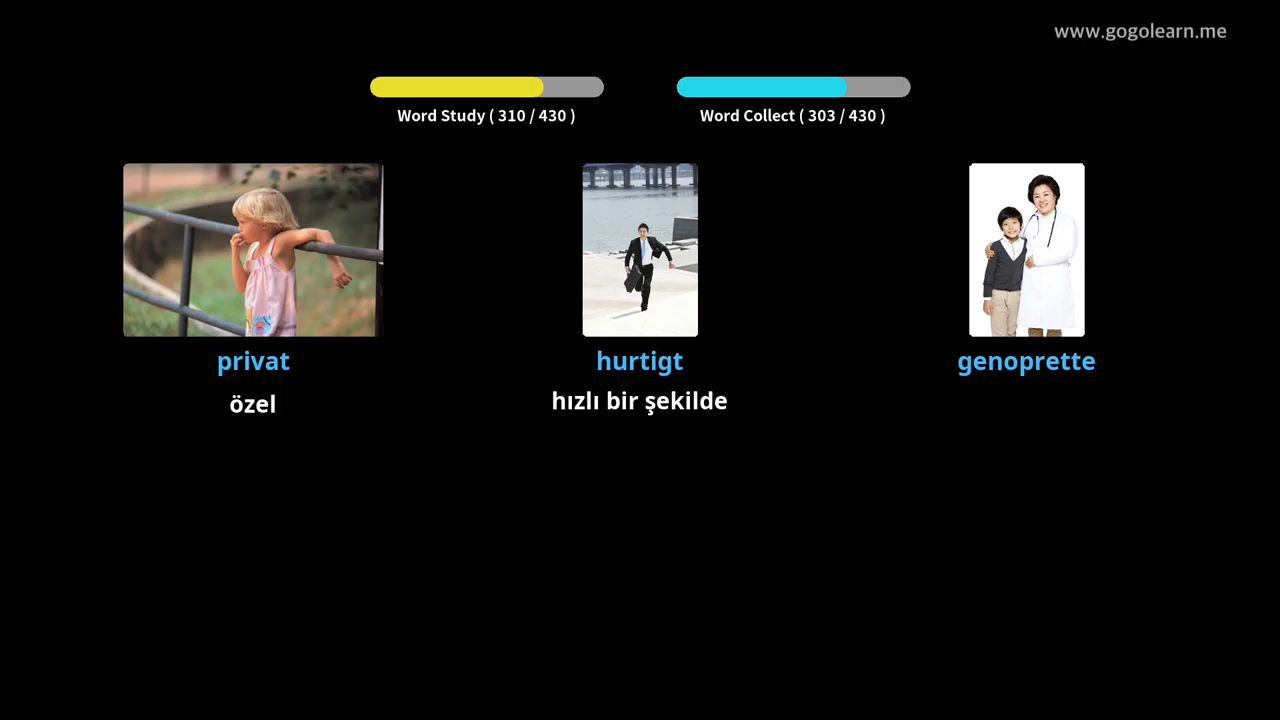 www.gogolearn.me
Word Study ( 310 / 430 )
Word Collect ( 303 / 430 )
privat
hurtigt
genoprette
özel
hızlı bir şekilde